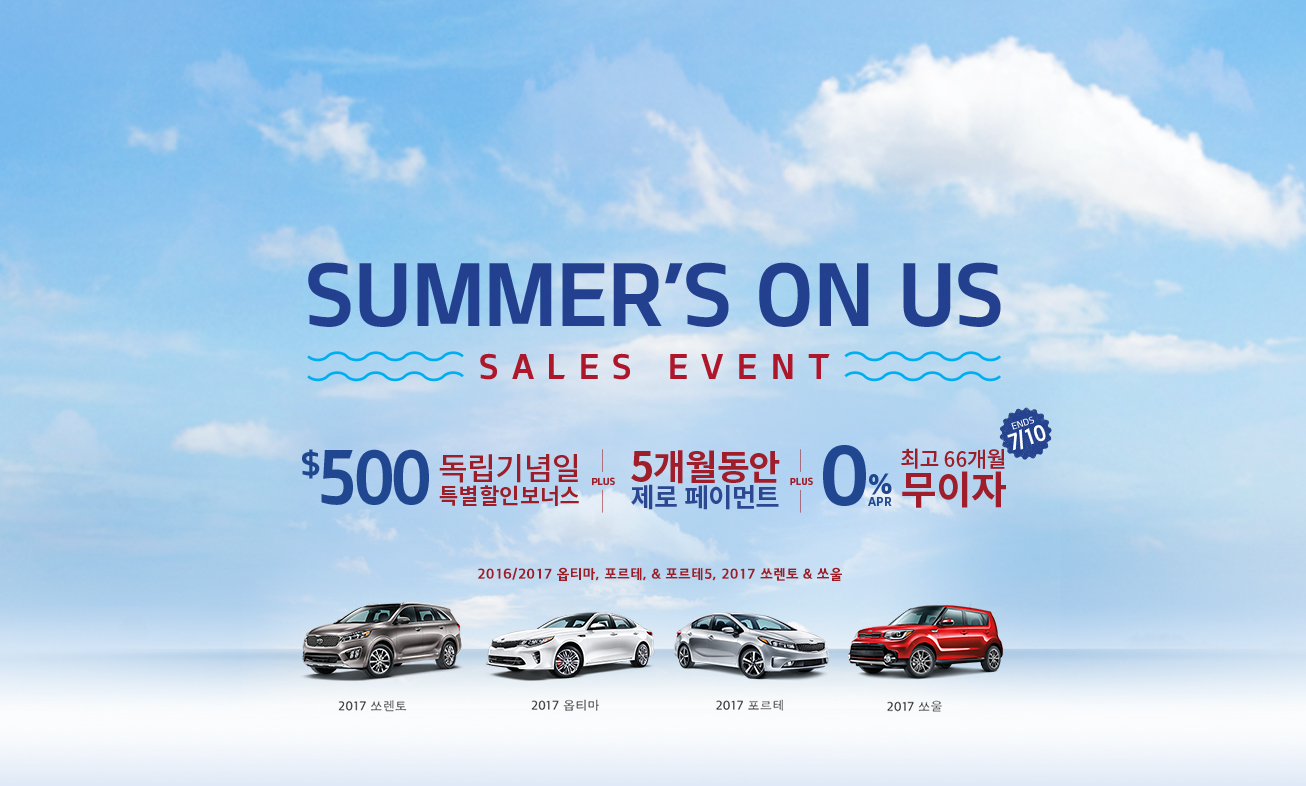 SUMMER'S ON US
SALES EVENT
ENDS
7/10
$500 독립기념일
특별할인보너스
PLUS
5개월동안
제로 페이먼트
PLUS
0% APR
최고 66개월
무이자
2016/2017 옵티마, 포르테, & 포르테5, 2017 쏘렌토 & 쏘울
2017 쏘렌토
2017 옵티마
2017 포르테
2017 쏘울